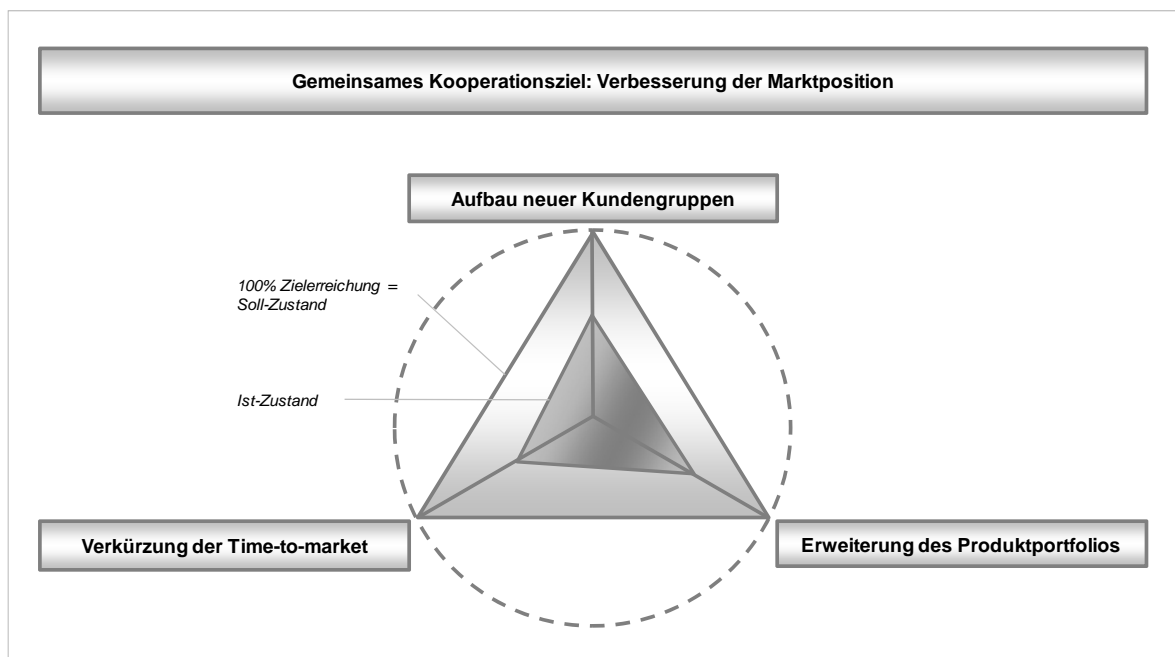 Gemeinsames Kooperationsziel: Verbesserung der Marktposition
Aufbau neuer Kundengruppen
100% Zielerreichung =
Soll-Zustand
Ist-Zustand
Verkürzung der Time-to-market
Erweiterung des Produktportfolios